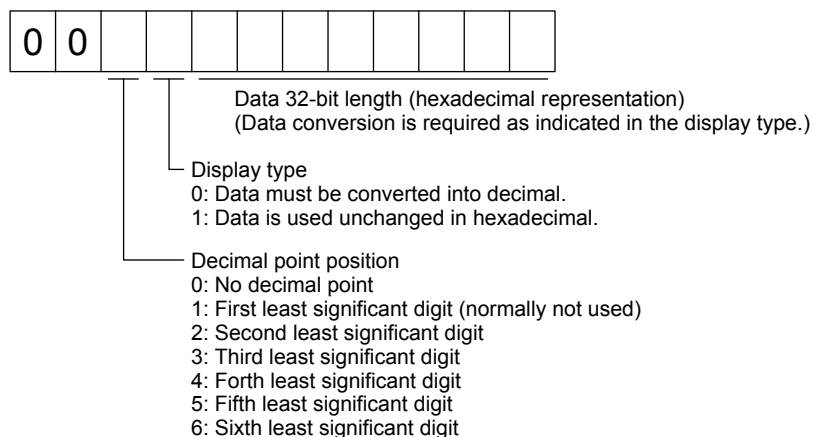 0 0
Data 32-bit length (hexadecimal representation)
(Data conversion is required as indicated in the display type.)
Display type
0: Data must be converted into decimal.
1: Data is used unchanged in hexadecimal.
Decimal point position
0: No decimal point
1: First least significant digit (normally not used)
2: Second least significant digit
3: Third least significant digit
4: Forth least significant digit
5: Fifth least significant digit
6: Sixth least significant digit